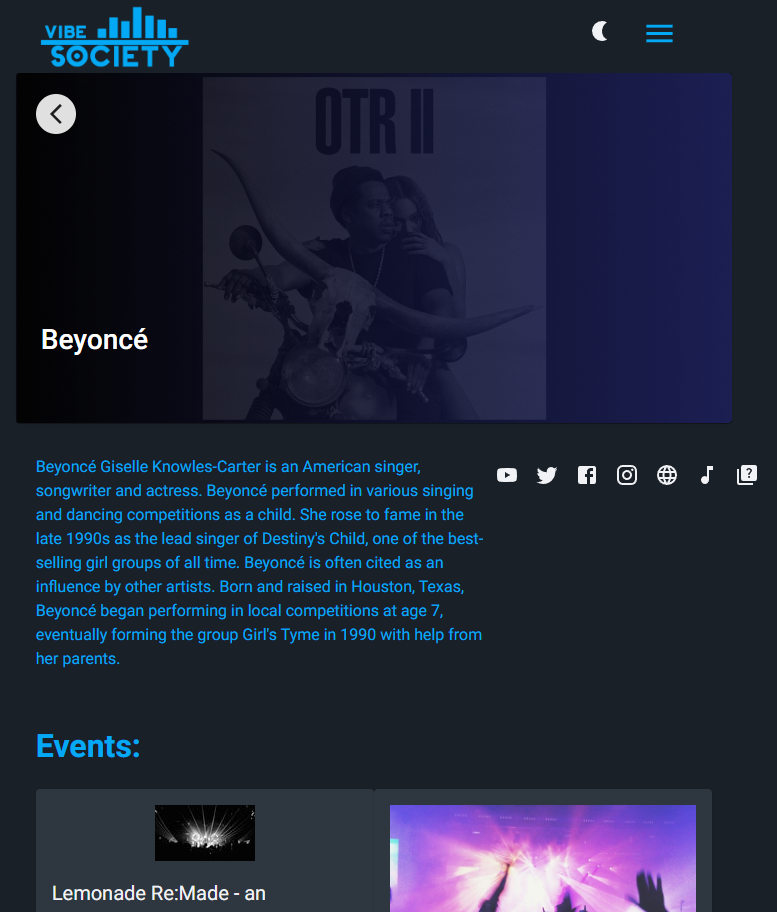 VIBE
SOCIETY
OTR II
Beyoncé
Beyoncé Giselle Knowles-Carter is an American singer,
songwriter and actress. Beyoncé performed in various singing
and dancing competitions as a child. She rose to fame in the
late 1990s as the lead singer of Destiny's Child, one of the best-
selling girl groups of all time. Beyoncé is often cited as an
influence by other artists. Born and raised in Houston, Texas,
Beyoncé began performing in local competitions at age 7,
eventually forming the group Girl's Tyme in 1990 with help from
her parents.
Events:
Lemonade Re:Made - an